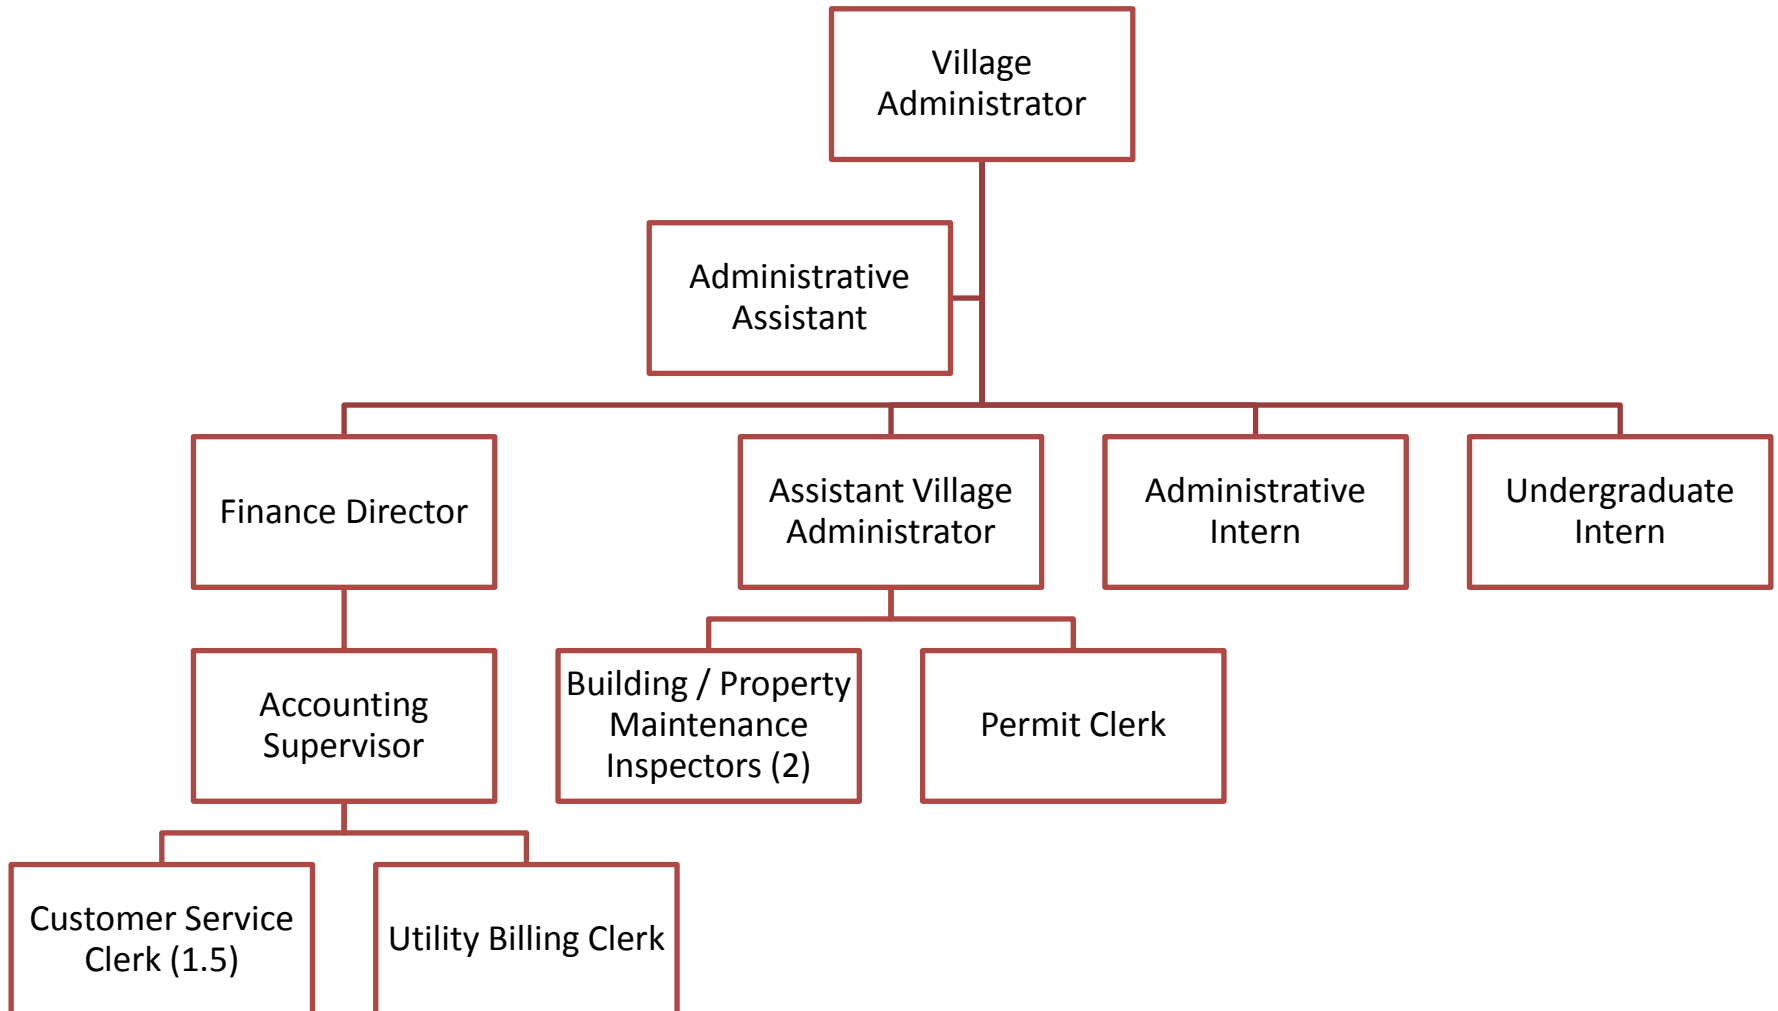 Village
Administrator
Administrative
Assistant
Finance Director
Assistant Village
Administrator
Administrative
Intern
Undergraduate
Intern
Accounting
Supervisor
Building / Property
Maintenance
Inspectors (2)
Permit Clerk
Customer Service
Clerk (1.5)
Utility Billing Clerk